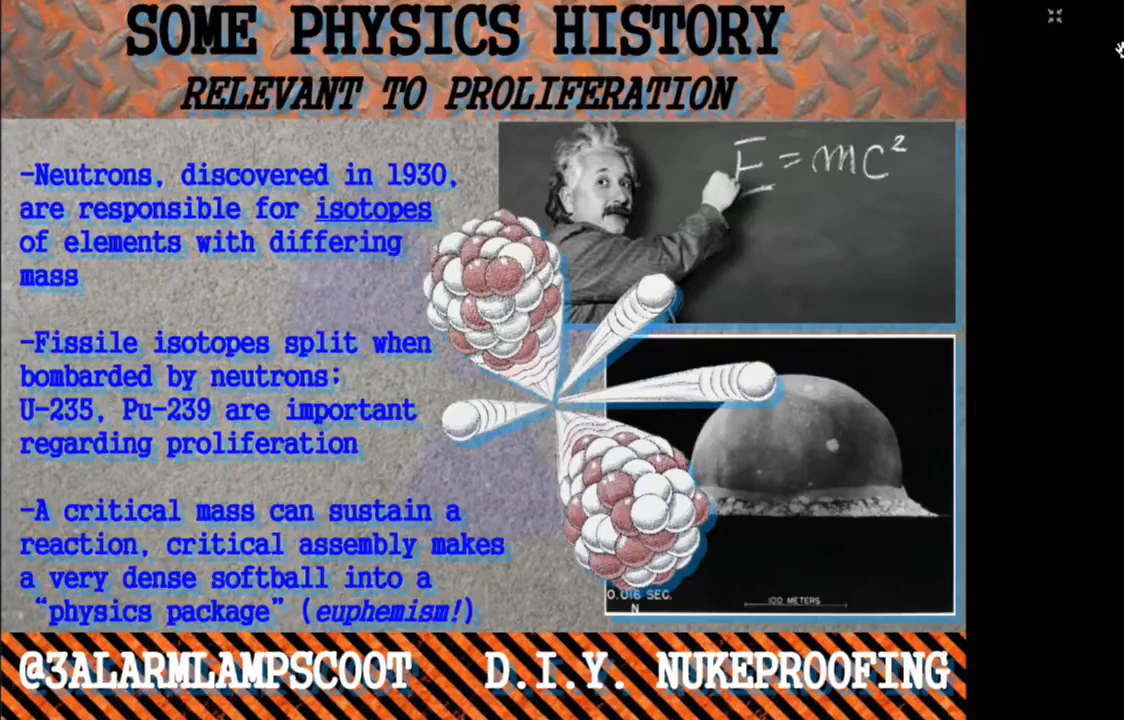 SOME PHYSICS HISTORY
RELEVANT TO PROLIFERATION
E = mc²
-Neutrons, discovered in 1930,
are responsible for isotopes
of elements with differing
mass
-Fissile isotopes split when
bombarded by neutrons;
U-235, Pu-239 are important
regarding proliferation
-A critical mass can sustain a
reaction, critical assembly makes
a very dense softball into a
“physics package” (euphemism!)
0.016 SEC.
N
100 METERS
@3ALARMLAMPSCOOT D.I.Y. NUKEPROOFING